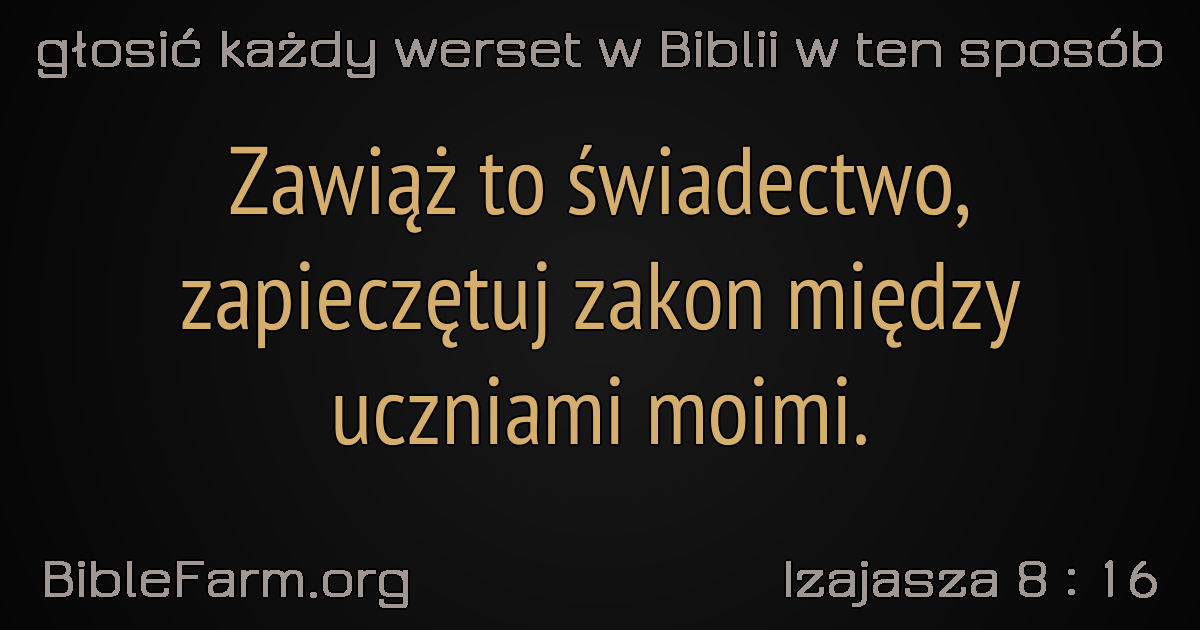 głosić każdy werset w Biblii w ten sposób
Zawiąż to świadectwo,
zapieczętuj zakon między
uczniami moimi.
BibleFarm.org
Izajasza 8 : 16